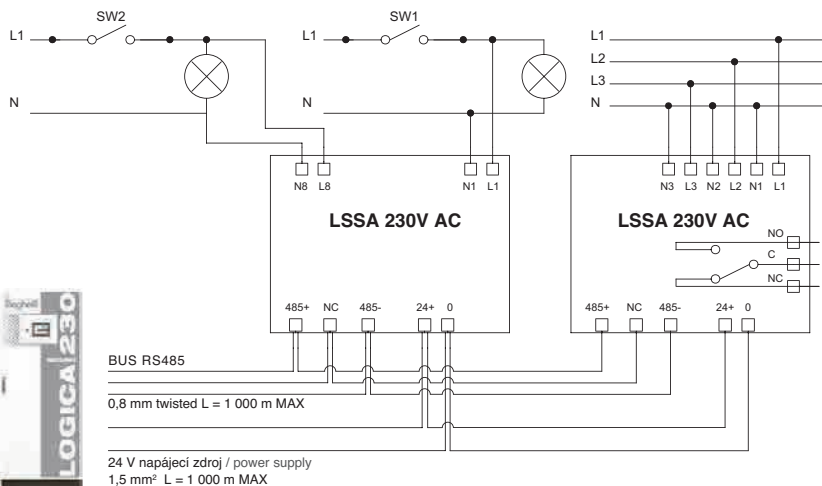 SW2
L1
N
SW1
L1
N
L1
L2
L3
N
N8 L8 N1 L1
LSSA 230V AC
485+ NC 485- 24+ 0
N3 L3 N2 L2 N1 L1
LSSA 230V AC
NO
C
NC
485+ NC 485- 24+ 0
Beghelli
LOGICA 230
BUS RS485
0,8 mm twisted L = 1 000 m MAX
24 V napájecí zdroj / power supply
1,5 mm² L = 1 000 m MAX